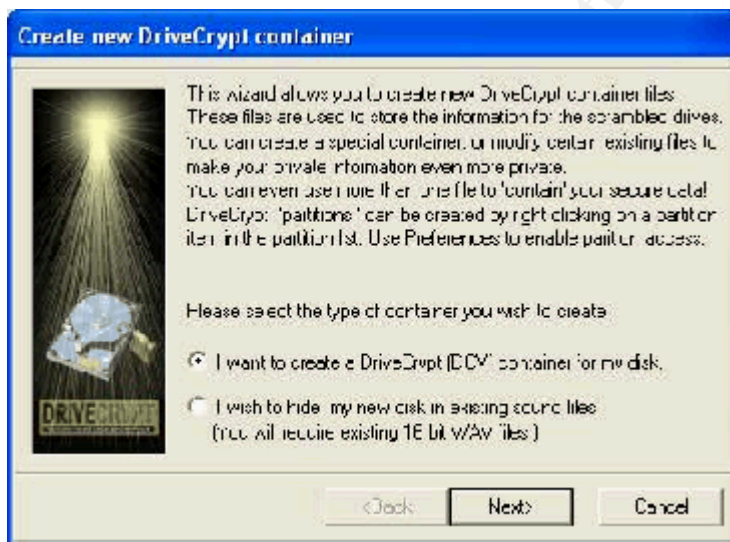 Create new DriveCrypt container
This wizard allows you to create new DriveCrypt container files.
These files are used to store the information for the scrambled drives.
You can create a special container, or modify certain existing files to
make your private information even more private.
You can even use more than one file to 'contain' your secure data!
DriveCrypt 'partitions' can be created by right clicking on a partition
item in the partition list. Use Preferences to enable partition access.
Please select the type of container you wish to create
I want to create a DriveCrypt (DCV) container for my disk.
I wish to hide my new disk in existing sound files
(You will require existing 16 bit WAV files.)
DRIVECRYPT
<Back
Next>
Cancel